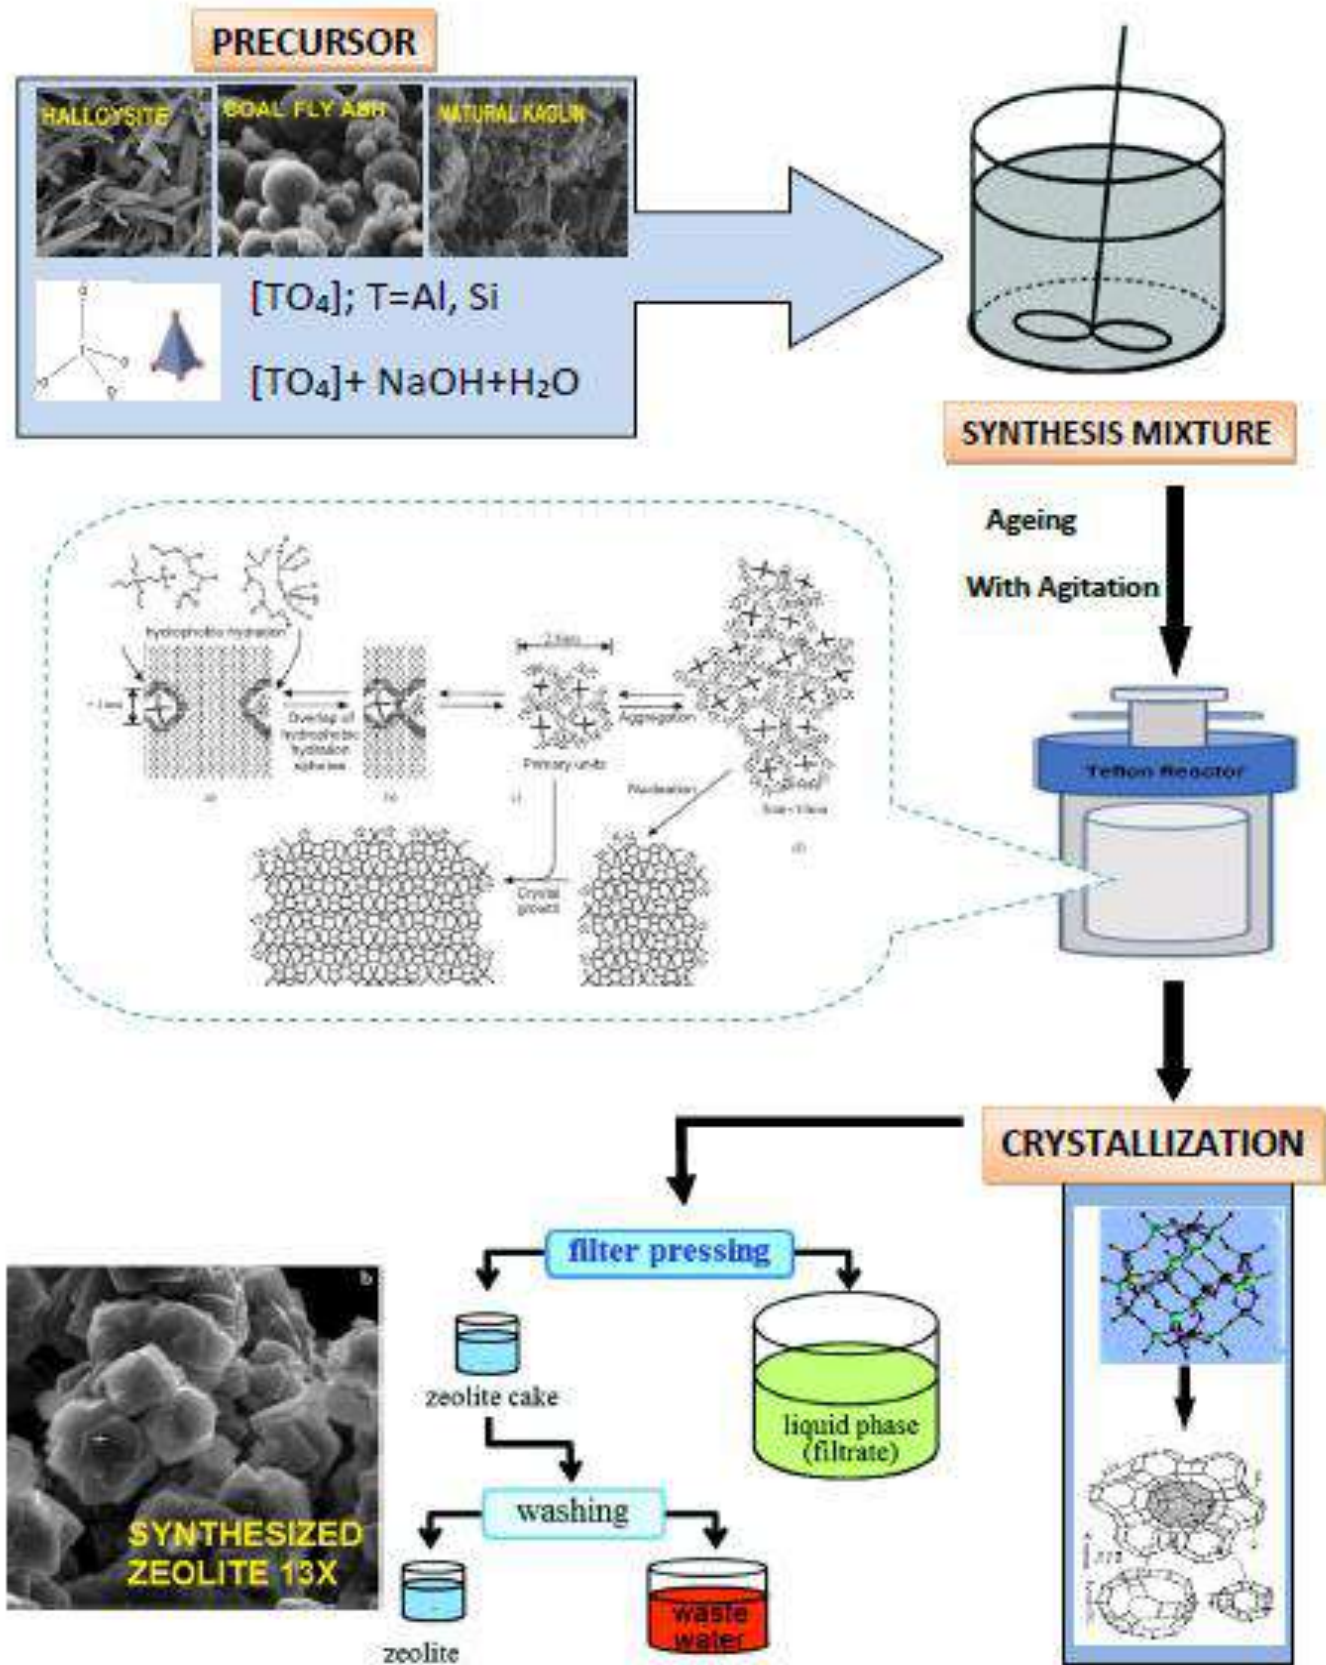 PRECURSOR
HALLOYSITE
COAL FLY ASH
NATURAL KAOLIN
[TO₄]; T=Al, Si
[TO₄]+ NaOH+H₂O
SYNTHESIS MIXTURE
Ageing
With Agitation
hydrophobic hydration
Overlap of
hydrophobic
hydration
spheres
Primary units
Aggregation
Nucleation
Crystal
growth
a)
b)
c)
d)
Teflon Reactor
CRYSTALLIZATION
filter pressing
zeolite cake
liquid phase
(filtrate)
washing
zeolite
waste
water
b
SYNTHESIZED
ZEOLITE 13X